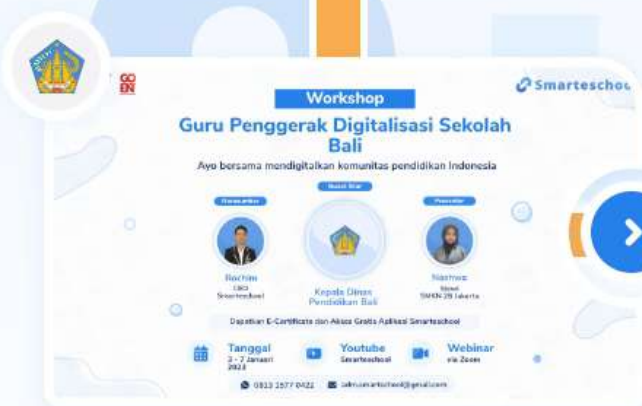 GO
EN
Smarteschool
Workshop
Guru Penggerak Digitalisasi Sekolah
Bali
Ayo bersama mendigitalkan komunitas pendidikan Indonesia
Narasumber
Guest Star
Moderator
Rochim
CEO
Smarteschool
Kepala Dinas
Pendidikan Bali
Nashwa
Siswi
SMKN 26 Jakarta
Dapatkan E-Certificate dan Akses Gratis Aplikasi Smarteschool
Tanggal
3 - 7 Januari
2023
Youtube
Smarteschool
Webinar
via Zoom
0813 1577 0422
adm.smarteschool@gmail.com